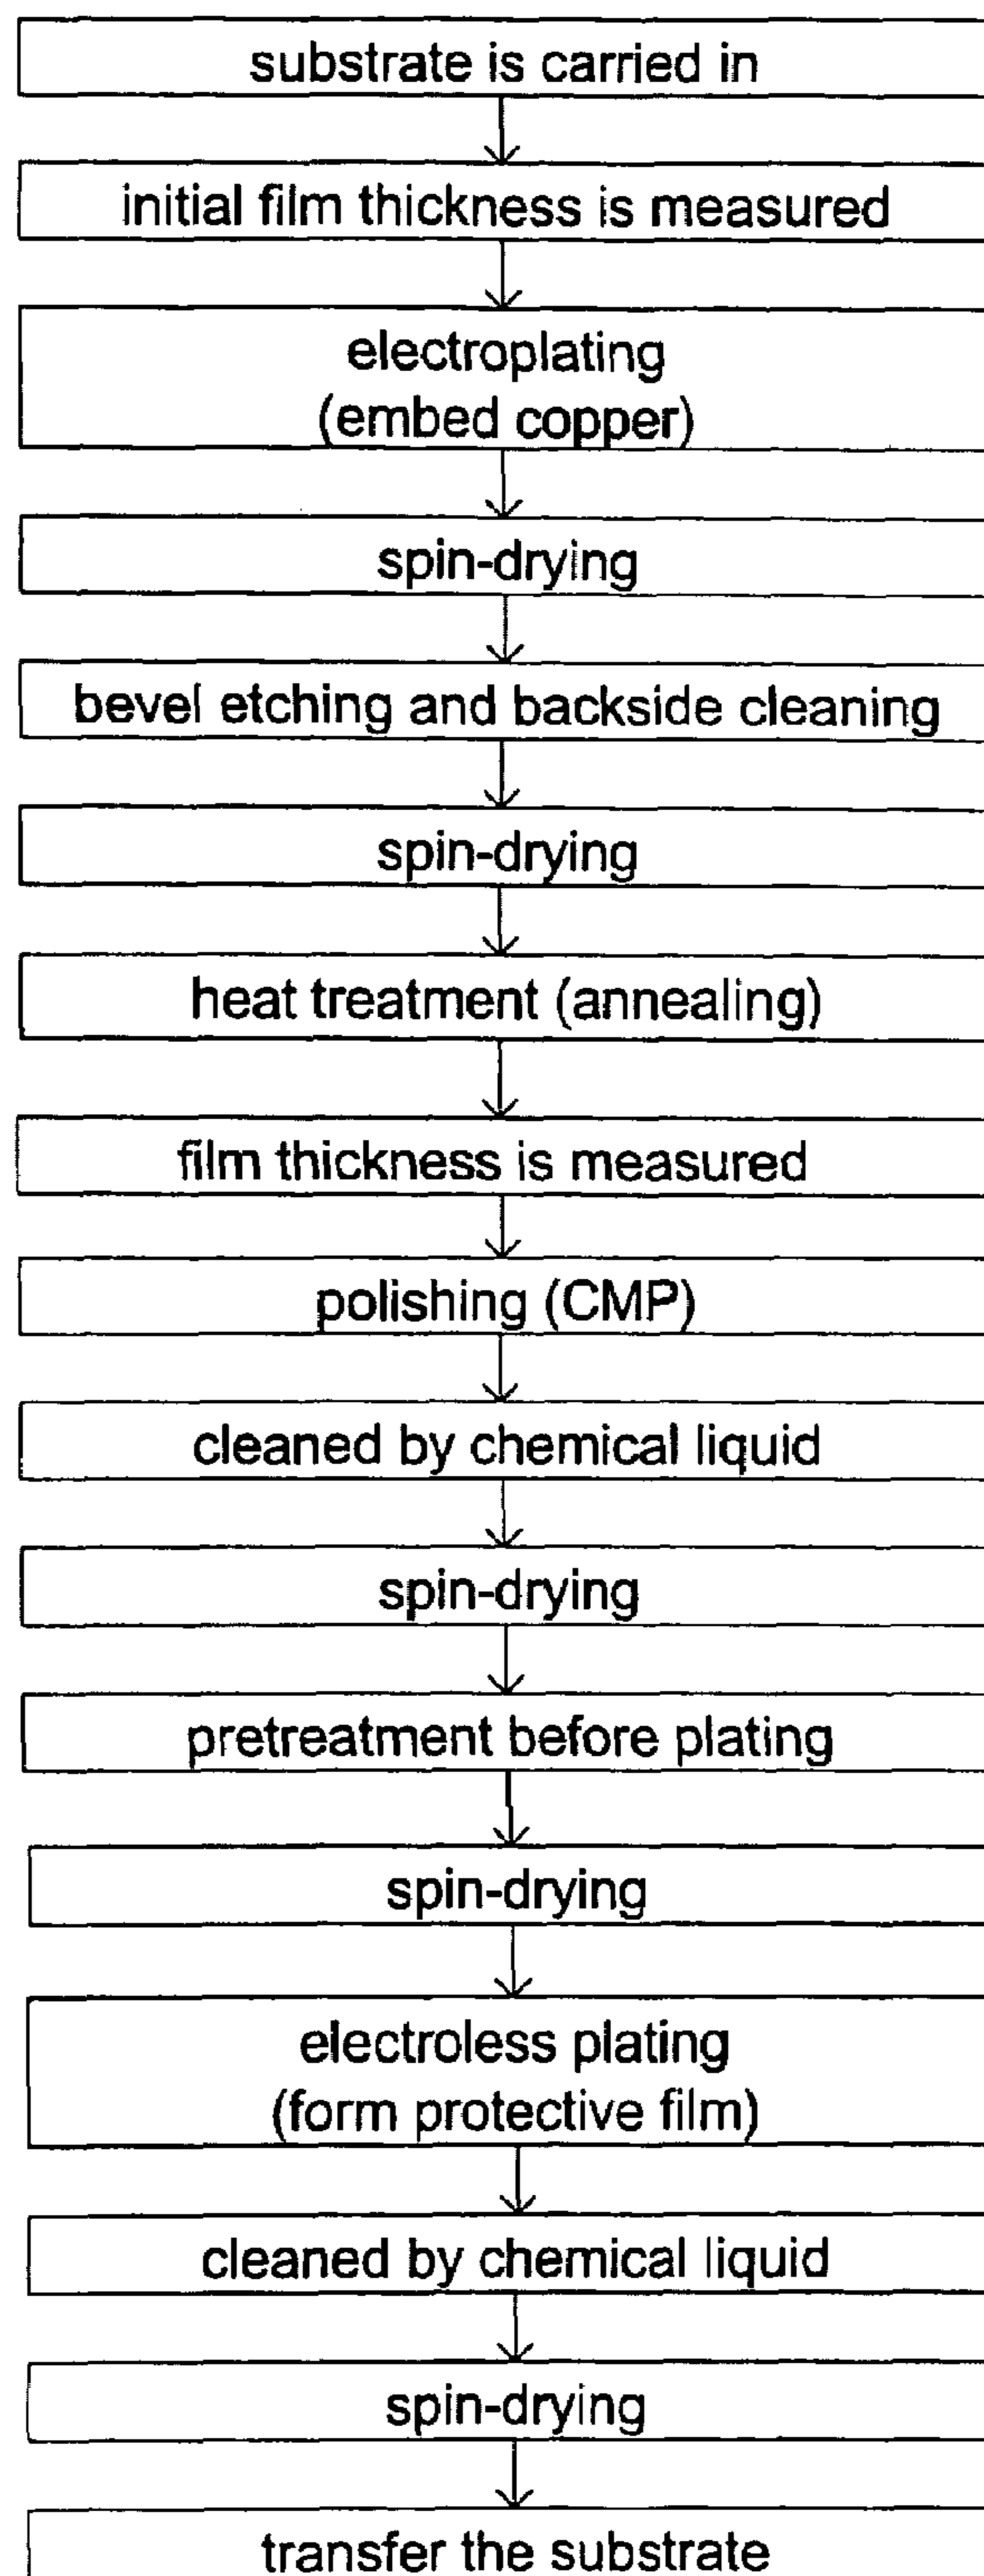 substrate is carried in
initial film thickness is measured
electroplating
(embed copper)
spin-drying
bevel etching and backside cleaning
spin-drying
heat treatment (annealing)
film thickness is measured
polishing (CMP)
cleaned by chemical liquid
spin-drying
pretreatment before plating
spin-drying
electroless plating
(form protective film)
cleaned by chemical liquid
spin-drying
transfer the substrate